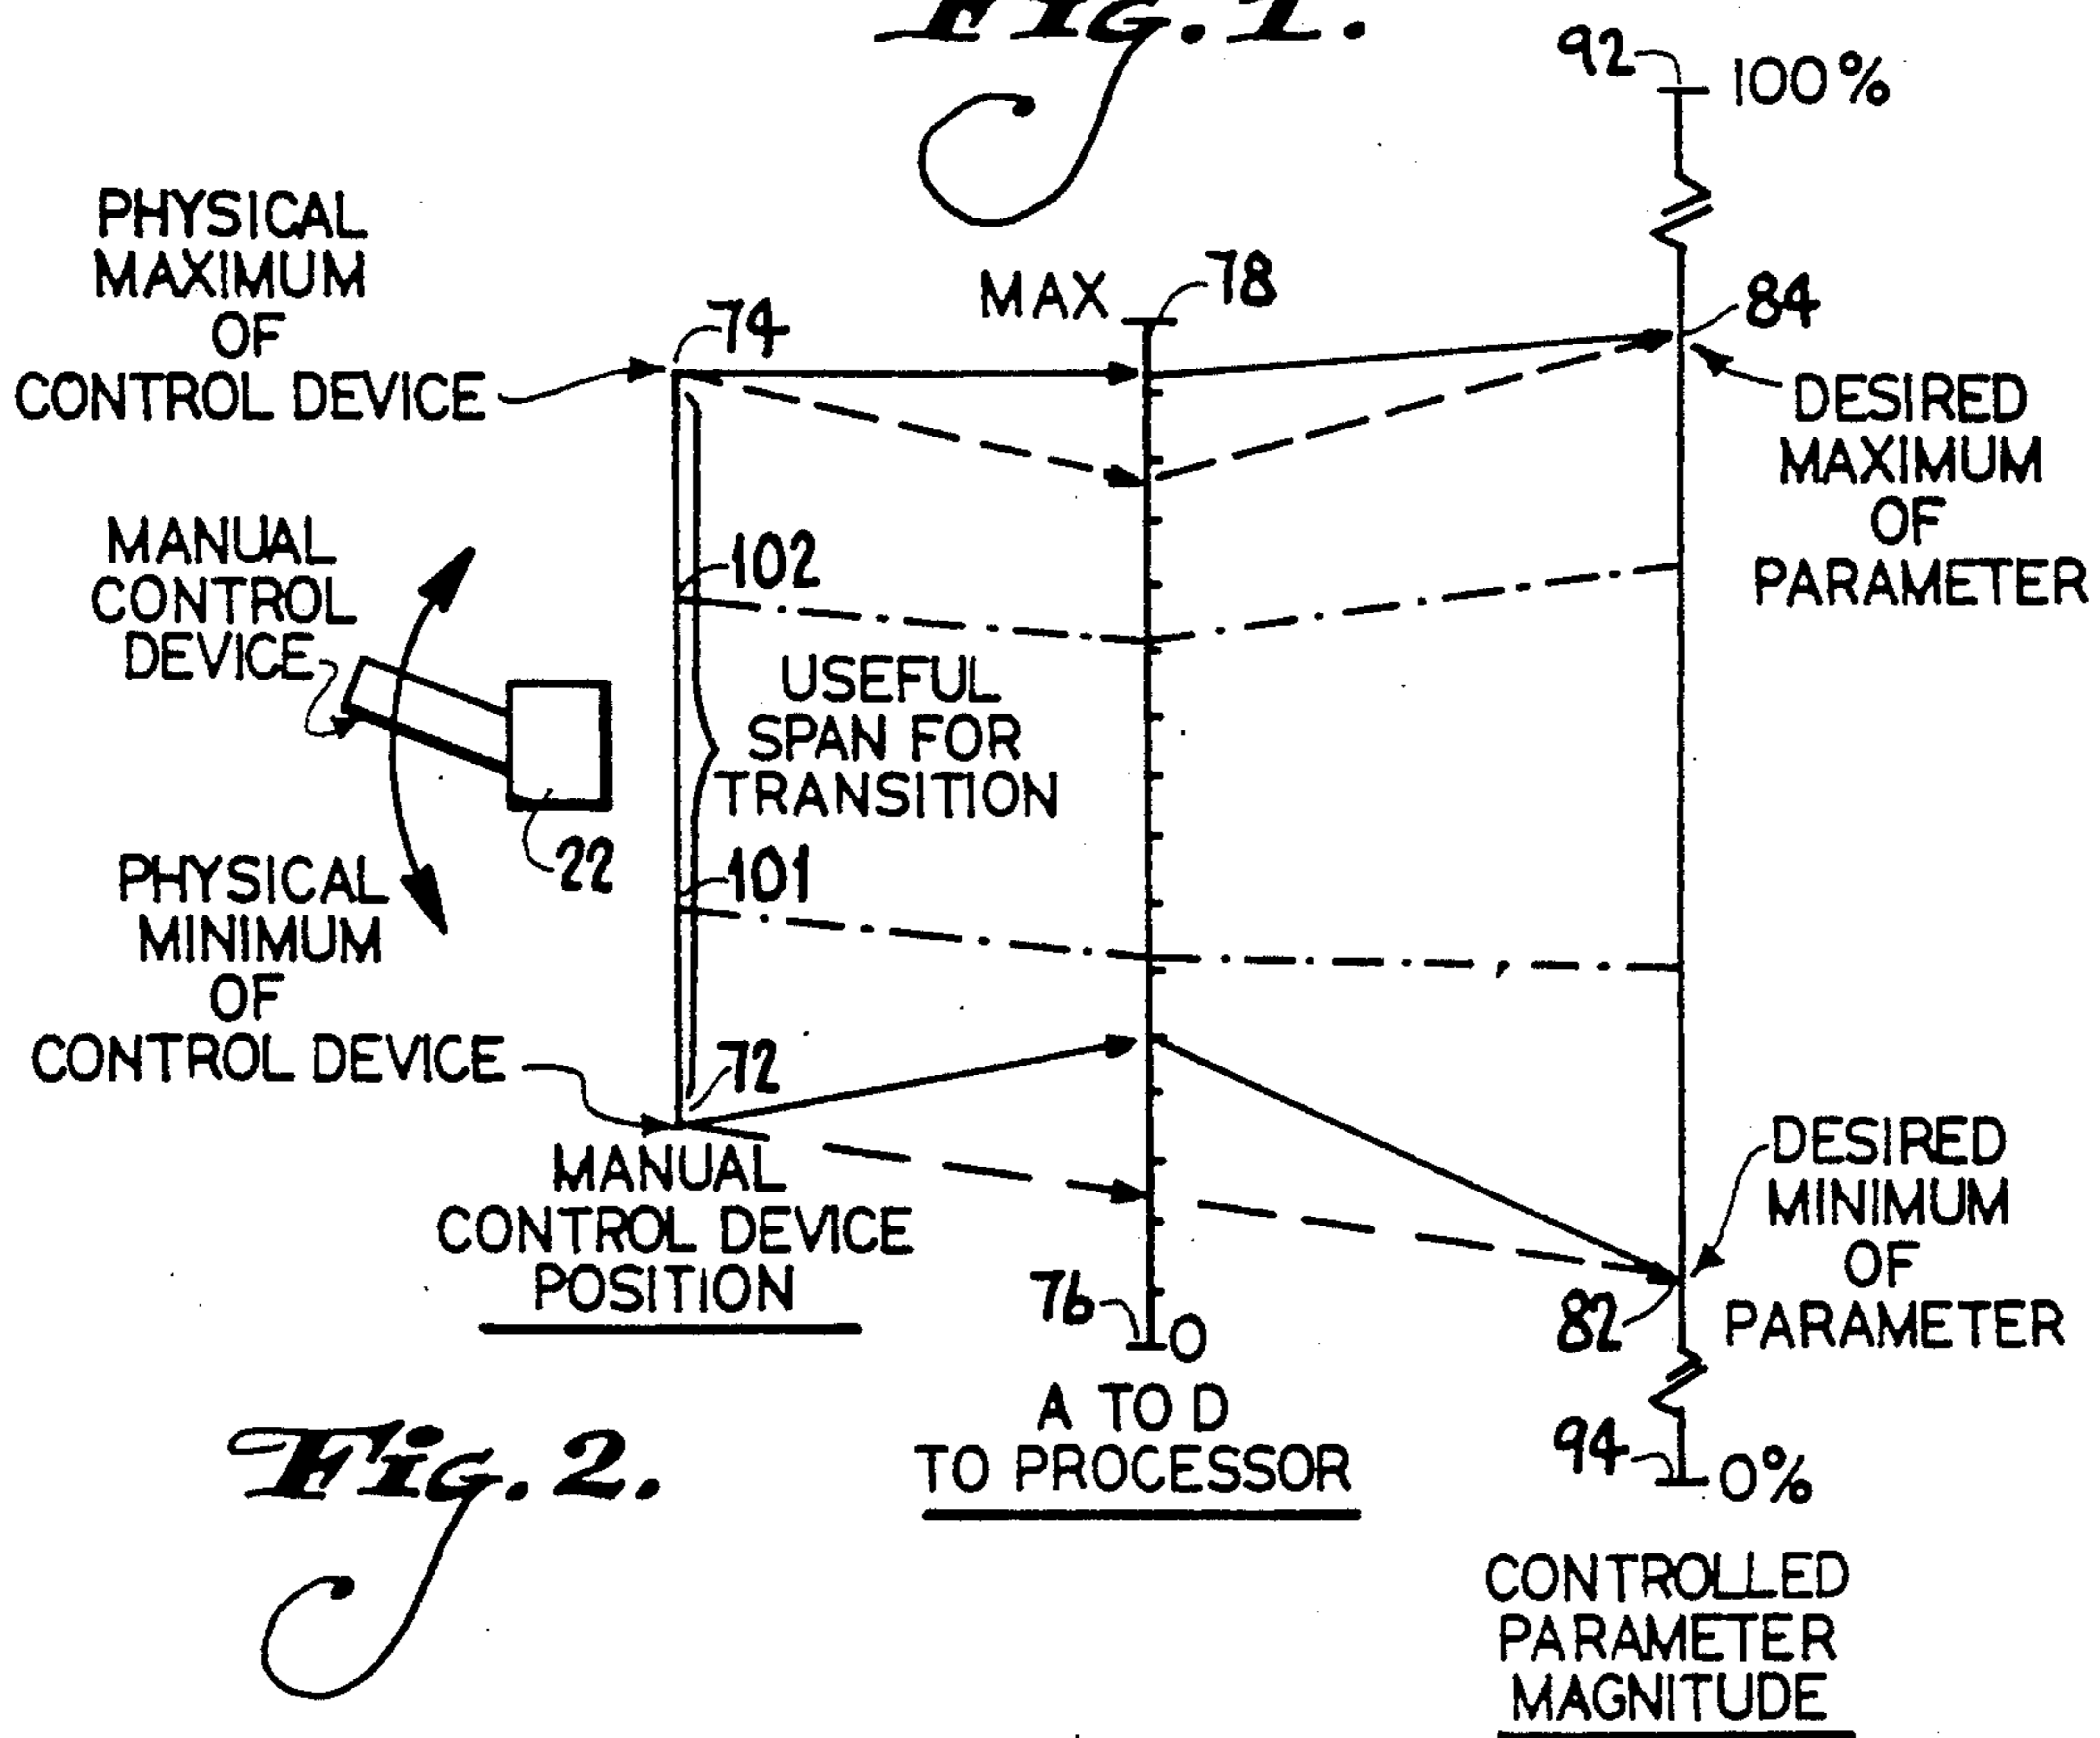 Fig. 1.
92
100%
PHYSICAL
MAXIMUM
OF
CONTROL DEVICE
74
MAX
78
84
DESIRED
MAXIMUM
OF
PARAMETER
MANUAL
CONTROL
DEVICE
102
USEFUL
SPAN FOR
TRANSITION
22
101
PHYSICAL
MINIMUM
OF
CONTROL DEVICE
72
MANUAL
CONTROL DEVICE
POSITION
76
0
A TO D
TO PROCESSOR
DESIRED
MINIMUM
OF
PARAMETER
82
94
0%
CONTROLLED
PARAMETER
MAGNITUDE
Fig. 2.